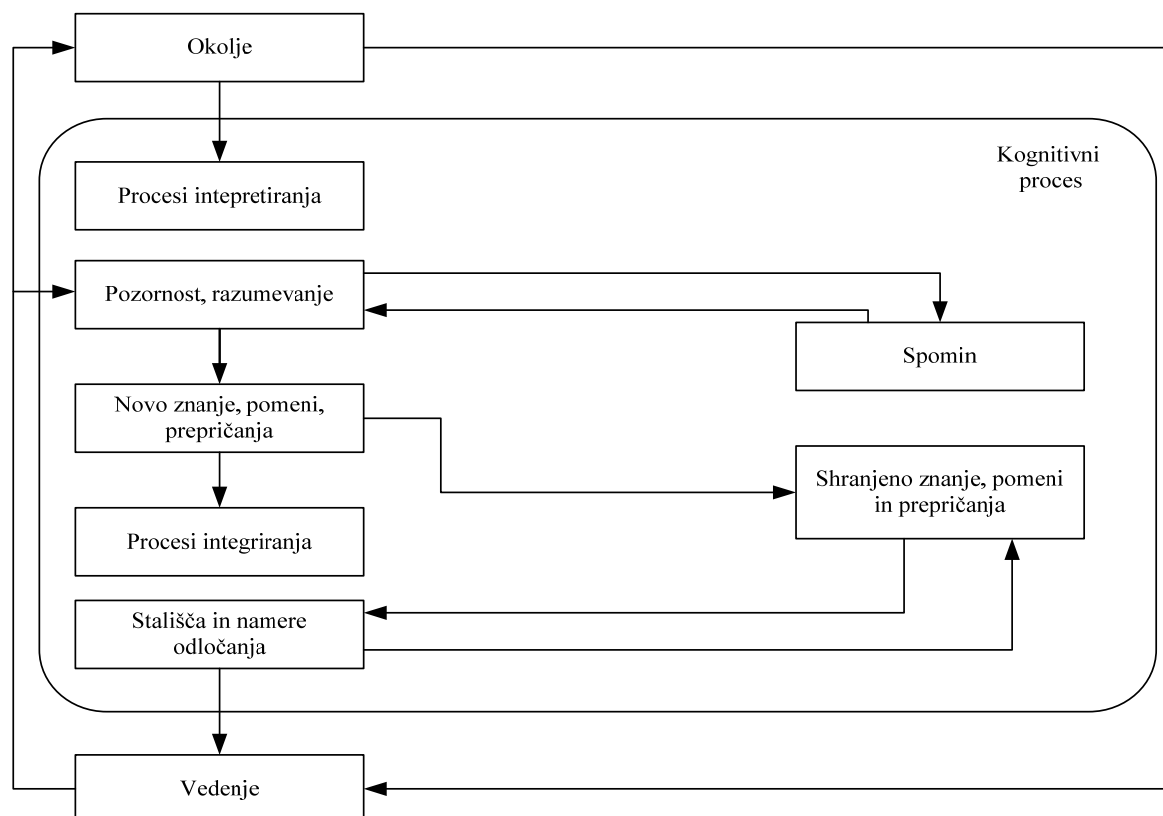 Okolje
Kognitivni
proces
Procesi intepretiranja
Pozornost, razumevanje
Spomin
Novo znanje, pomeni,
prepričanja
Shranjeno znanje, pomeni
in prepričanja
Procesi integriranja
Stališča in namere
odločanja
Vedenje